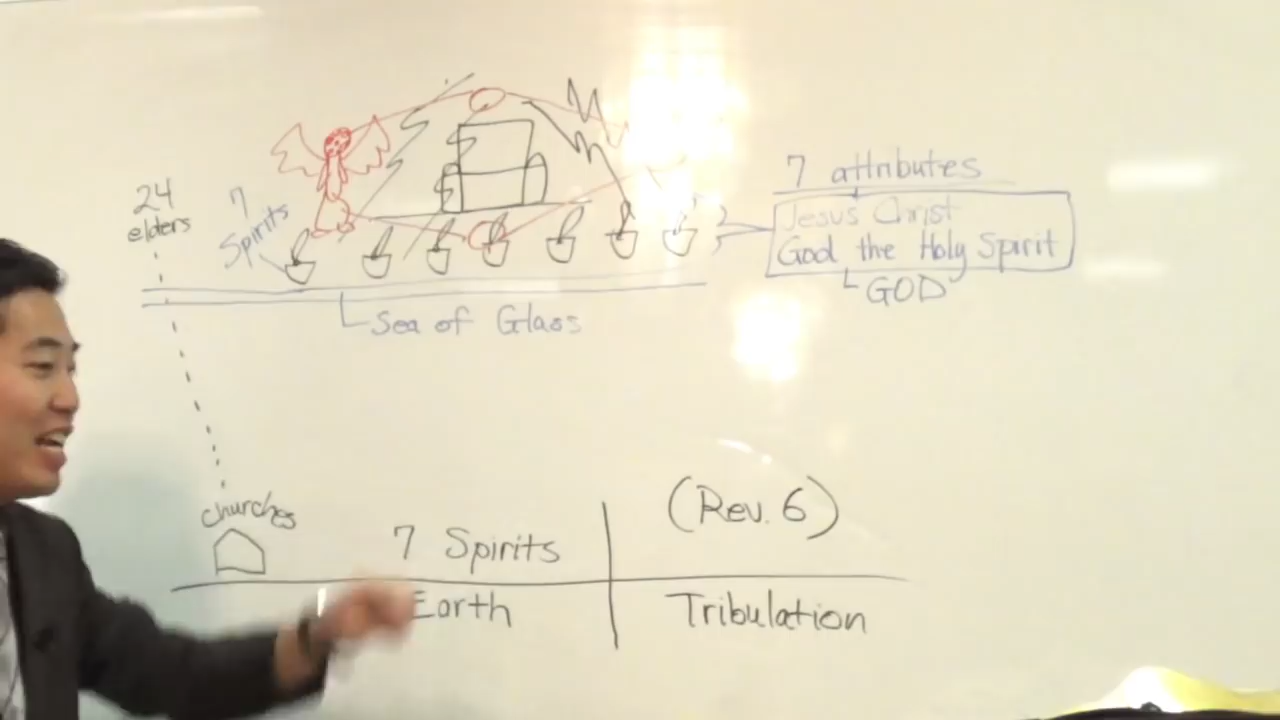 24
elders
7
Spirits
7 attributes
Jesus Christ
God the Holy Spirit
GOD
Sea of Glass
churches
7 Spirits
(Rev. 6)
Earth
Tribulation